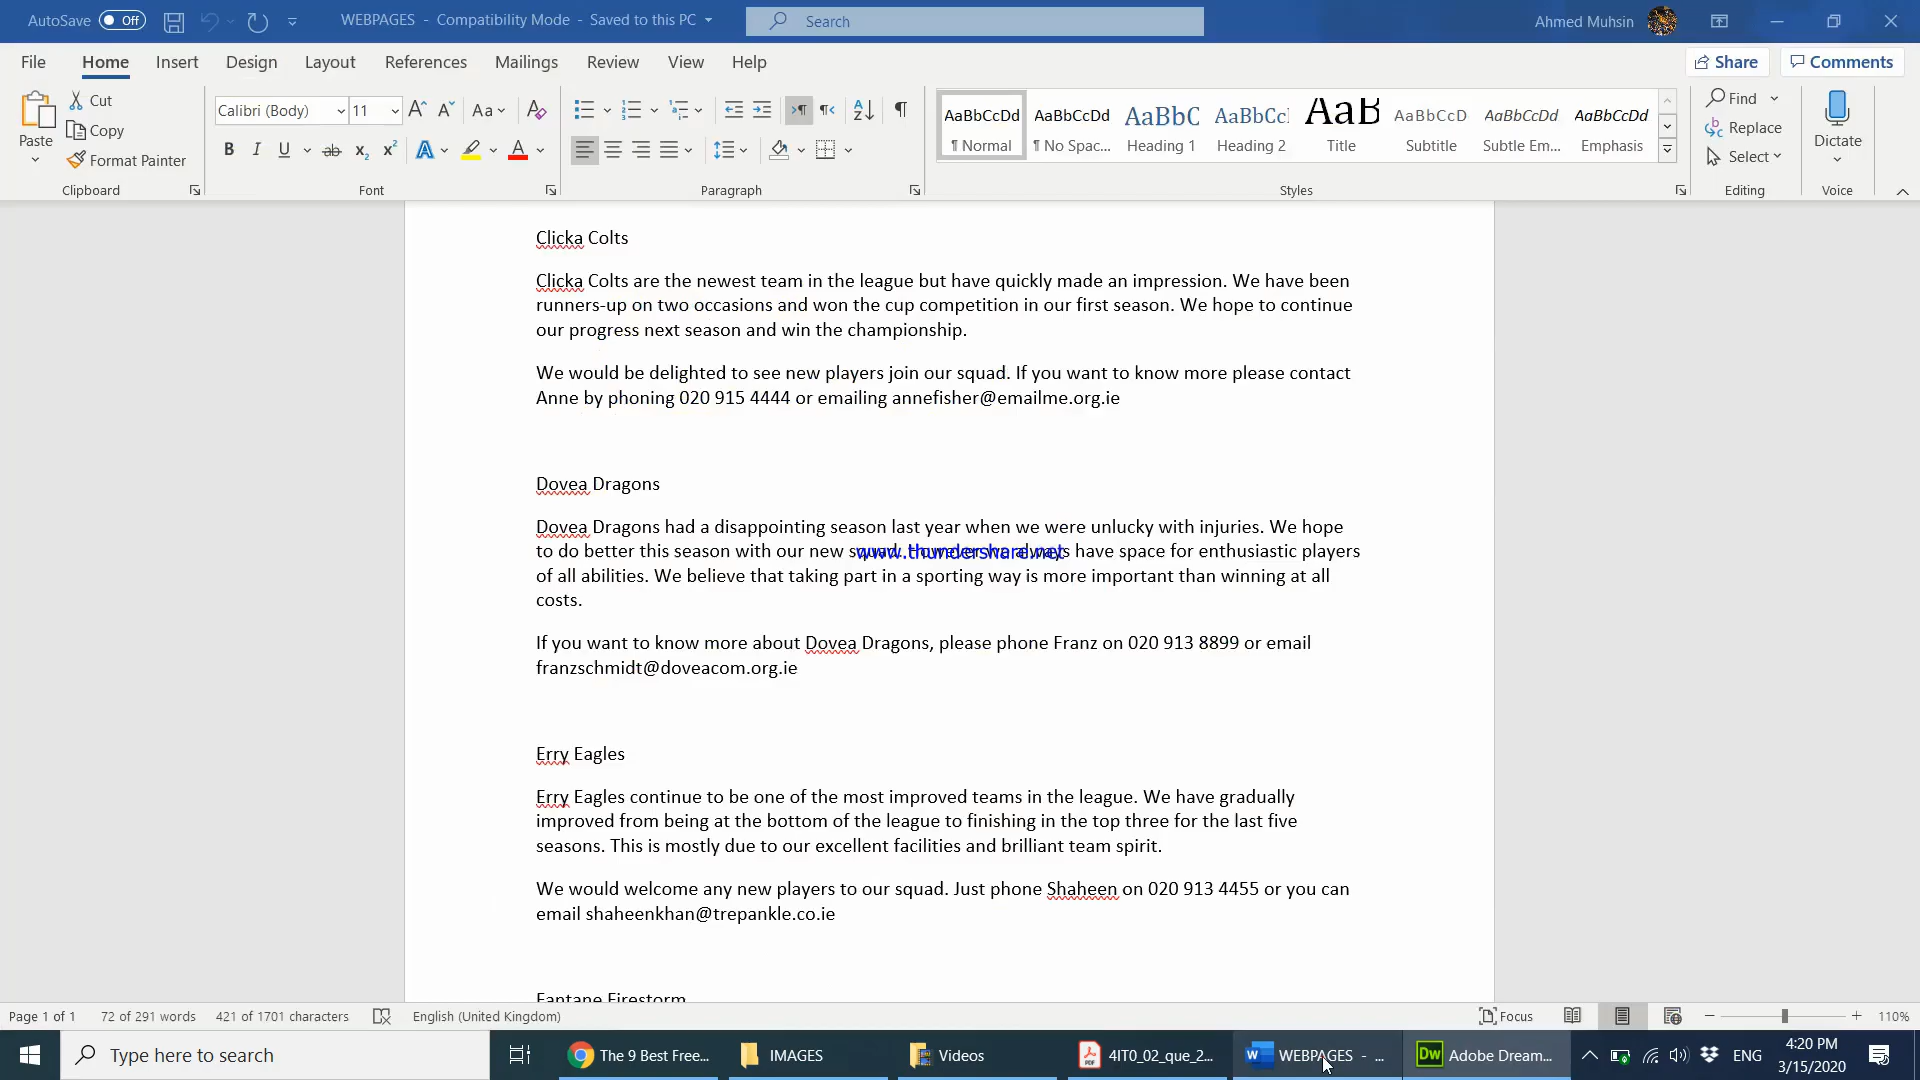 AutoSave Off
WEBPAGES - Compatibility Mode - Saved to this PC
Search
Ahmed Muhsin
File Home Insert Design Layout References Mailings Review View Help
Share Comments
Paste
Cut
Copy
Format Painter
Clipboard
Calibri (Body) 11
Font
Paragraph
AaBbCcDd AaBbCcDd AaBbC AaBbCc AaB AaBbCcD AaBbCcDd AaBbCcDd
¶ Normal ¶ No Spac... Heading 1 Heading 2 Title Subtitle Subtle Em... Emphasis
Styles
Find
Replace
Select
Editing
Dictate
Voice
Clicka Colts
Clicka Colts are the newest team in the league but have quickly made an impression. We have been
runners-up on two occasions and won the cup competition in our first season. We hope to continue
our progress next season and win the championship.
We would be delighted to see new players join our squad. If you want to know more please contact
Anne by phoning 020 915 4444 or emailing annefisher@emailme.org.ie
Dovea Dragons
Dovea Dragons had a disappointing season last year when we were unlucky with injuries. We hope
to do better this season with our new squad. However we always have space for enthusiastic players
www.thundershare.net
of all abilities. We believe that taking part in a sporting way is more important than winning at all
costs.
If you want to know more about Dovea Dragons, please phone Franz on 020 913 8899 or email
franzschmidt@doveacom.org.ie
Erry Eagles
Erry Eagles continue to be one of the most improved teams in the league. We have gradually
improved from being at the bottom of the league to finishing in the top three for the last five
seasons. This is mostly due to our excellent facilities and brilliant team spirit.
We would welcome any new players to our squad. Just phone Shaheen on 020 913 4455 or you can
email shaheenkhan@trepankle.co.ie
Fantane Firestorm
Page 1 of 1 72 of 291 words 421 of 1701 characters English (United Kingdom) Focus 110%
Type here to search
The 9 Best Free... IMAGES Videos 4IT0_02_que_2... WEBPAGES - ... Adobe Dream...
ENG
4:20 PM
3/15/2020